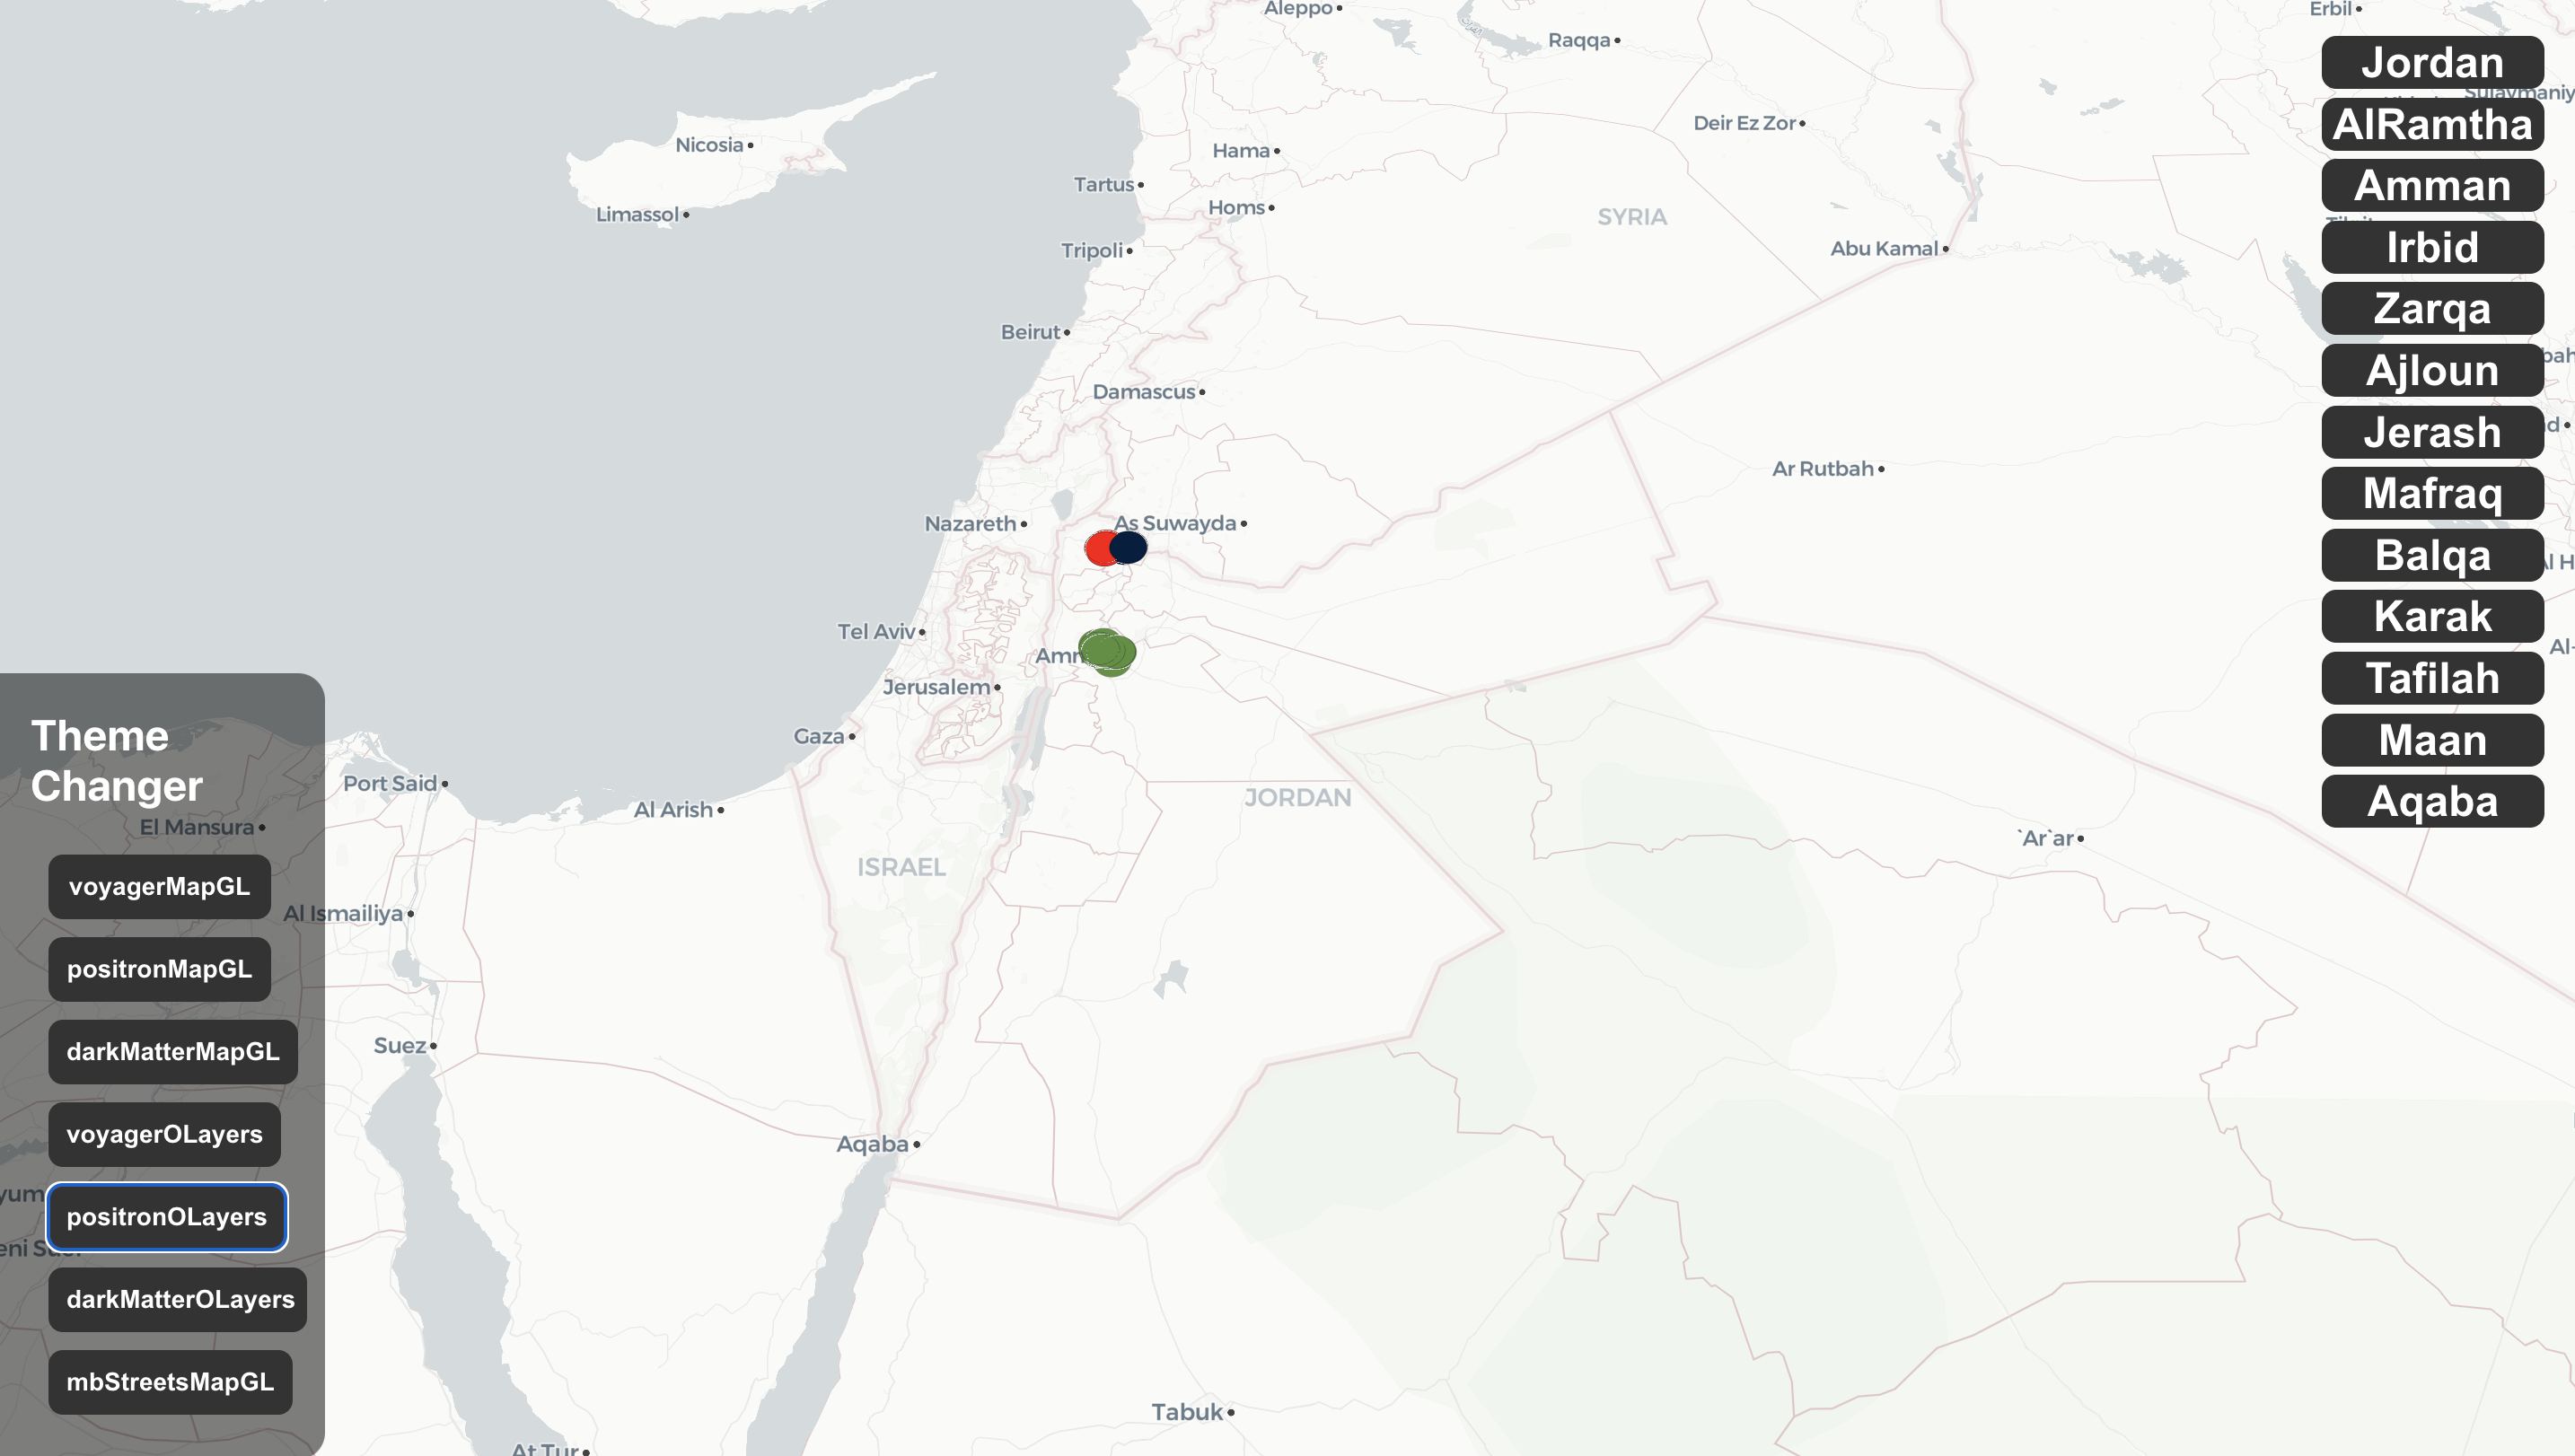 Aleppo
Erbil
Raqqa
Jordan
AlRamtha
Deir Ez Zor
Nicosia
Hama
Tartus
Amman
Homs
Limassol
SYRIA
Tripoli
Abu Kamal
Irbid
Zarqa
Beirut
Ajloun
Damascus
Jerash
Ar Rutbah
Mafraq
Nazareth
As Suwayda
Balqa
Karak
Tel Aviv
Jerusalem
Tafilah
Gaza
Maan
Theme
Changer
Port Said
Al Arish
JORDAN
Aqaba
El Mansura
`Ar`ar
ISRAEL
voyagerMapGL
Al Ismailiya
positronMapGL
Suez
darkMatterMapGL
voyagerOLayers
Aqaba
positronOLayers
darkMatterOLayers
mbStreetsMapGL
Tabuk
At Tur